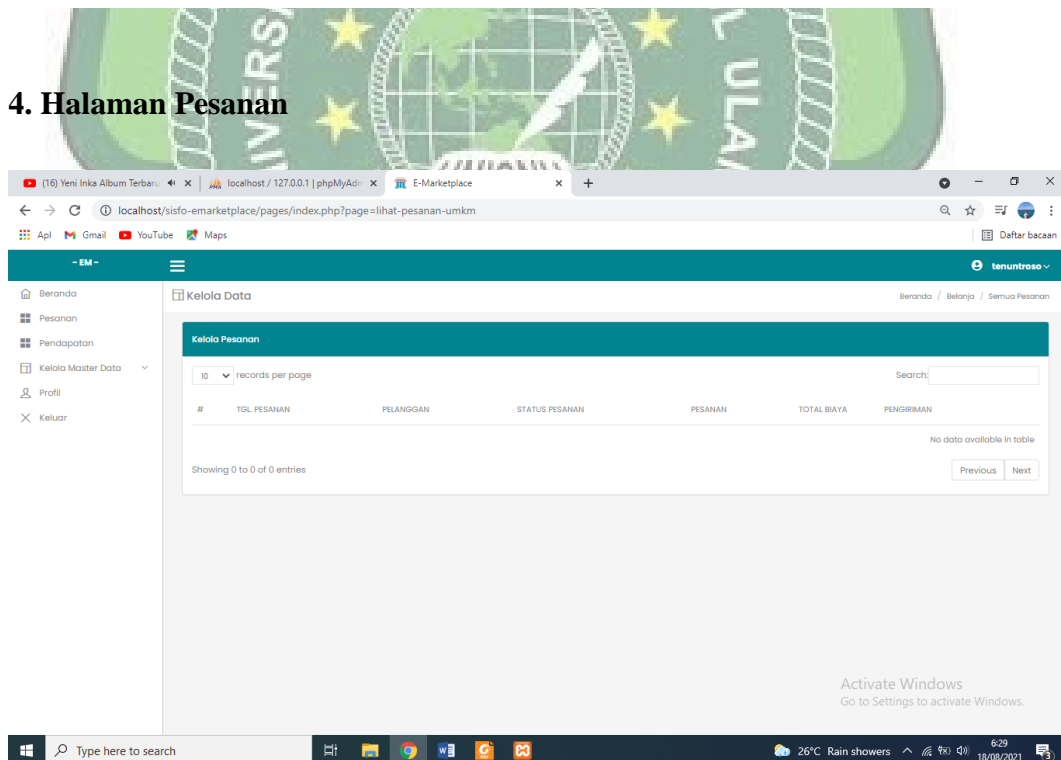 IVERSI
L ULAMA
4. Halaman Pesanan
(16) Yeni Inka Album Terbaru
localhost / 127.0.0.1 | phpMyAdm
E-Marketplace
localhost/sisfo-emarketplace/pages/index.php?page=lihat-pesanan-umkm
Apl Gmail YouTube Maps Daftar bacaan
- EM - tenuntroso
Beranda
Pesanan
Pendapatan
Kelola Master Data
Profil
Keluar
Kelola Data Beranda / Belanja / Semua Pesanan
Kelola Pesanan
10 records per page Search:
# TGL. PESANAN PELANGGAN STATUS PESANAN PESANAN TOTAL BIAYA PENGIRIMAN
No data available in table
Showing 0 to 0 of 0 entries Previous Next
Activate Windows
Go to Settings to activate Windows.
Type here to search 26°C Rain showers 6:29
18/08/2021